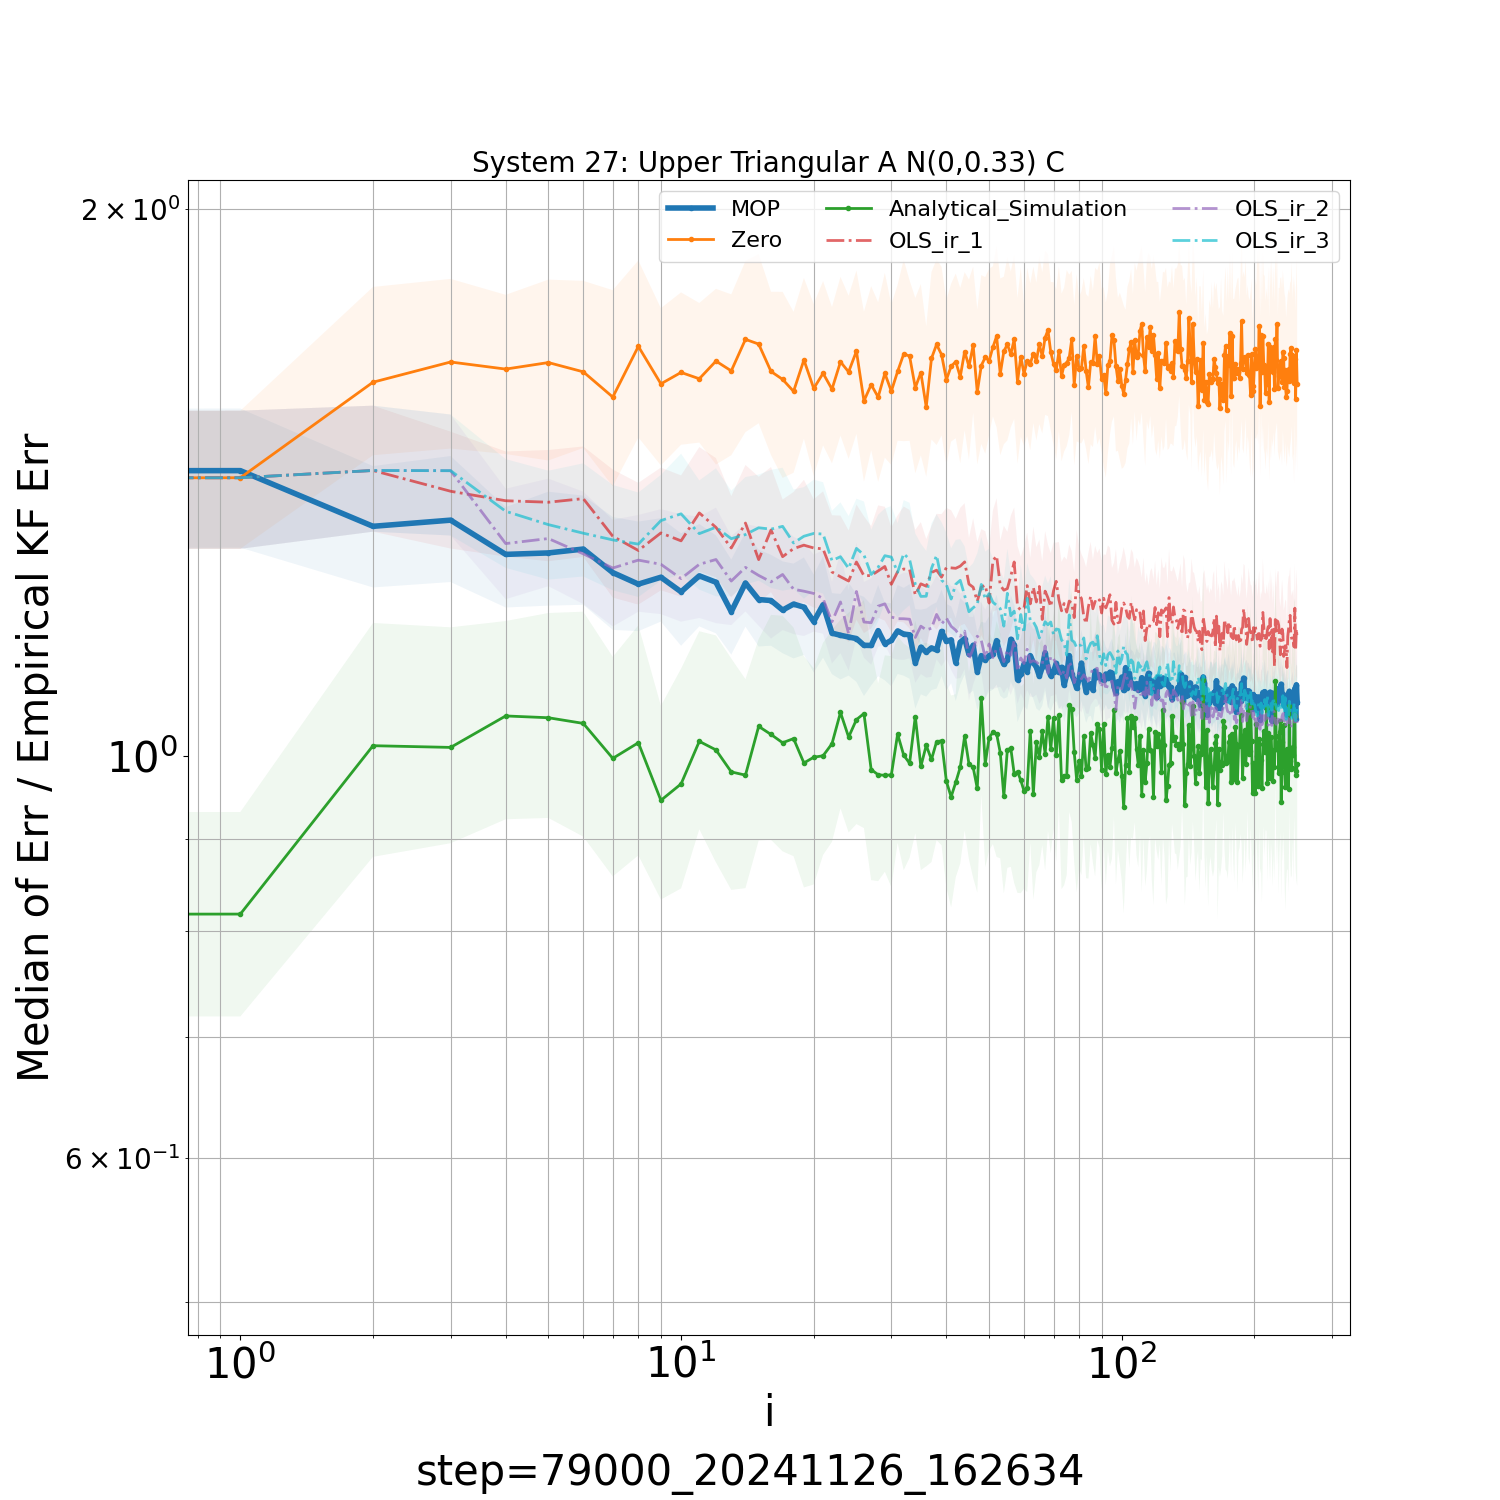 System 27: Upper Triangular A N(0,0.33) C
MOP
Zero
Analytical_Simulation
OLS_ir_1
OLS_ir_2
OLS_ir_3
Median of Err / Empirical KF Err
2 × 10⁰
10⁰
6 × 10⁻¹
10⁰ 10¹ 10²
i
step=79000_20241126_162634